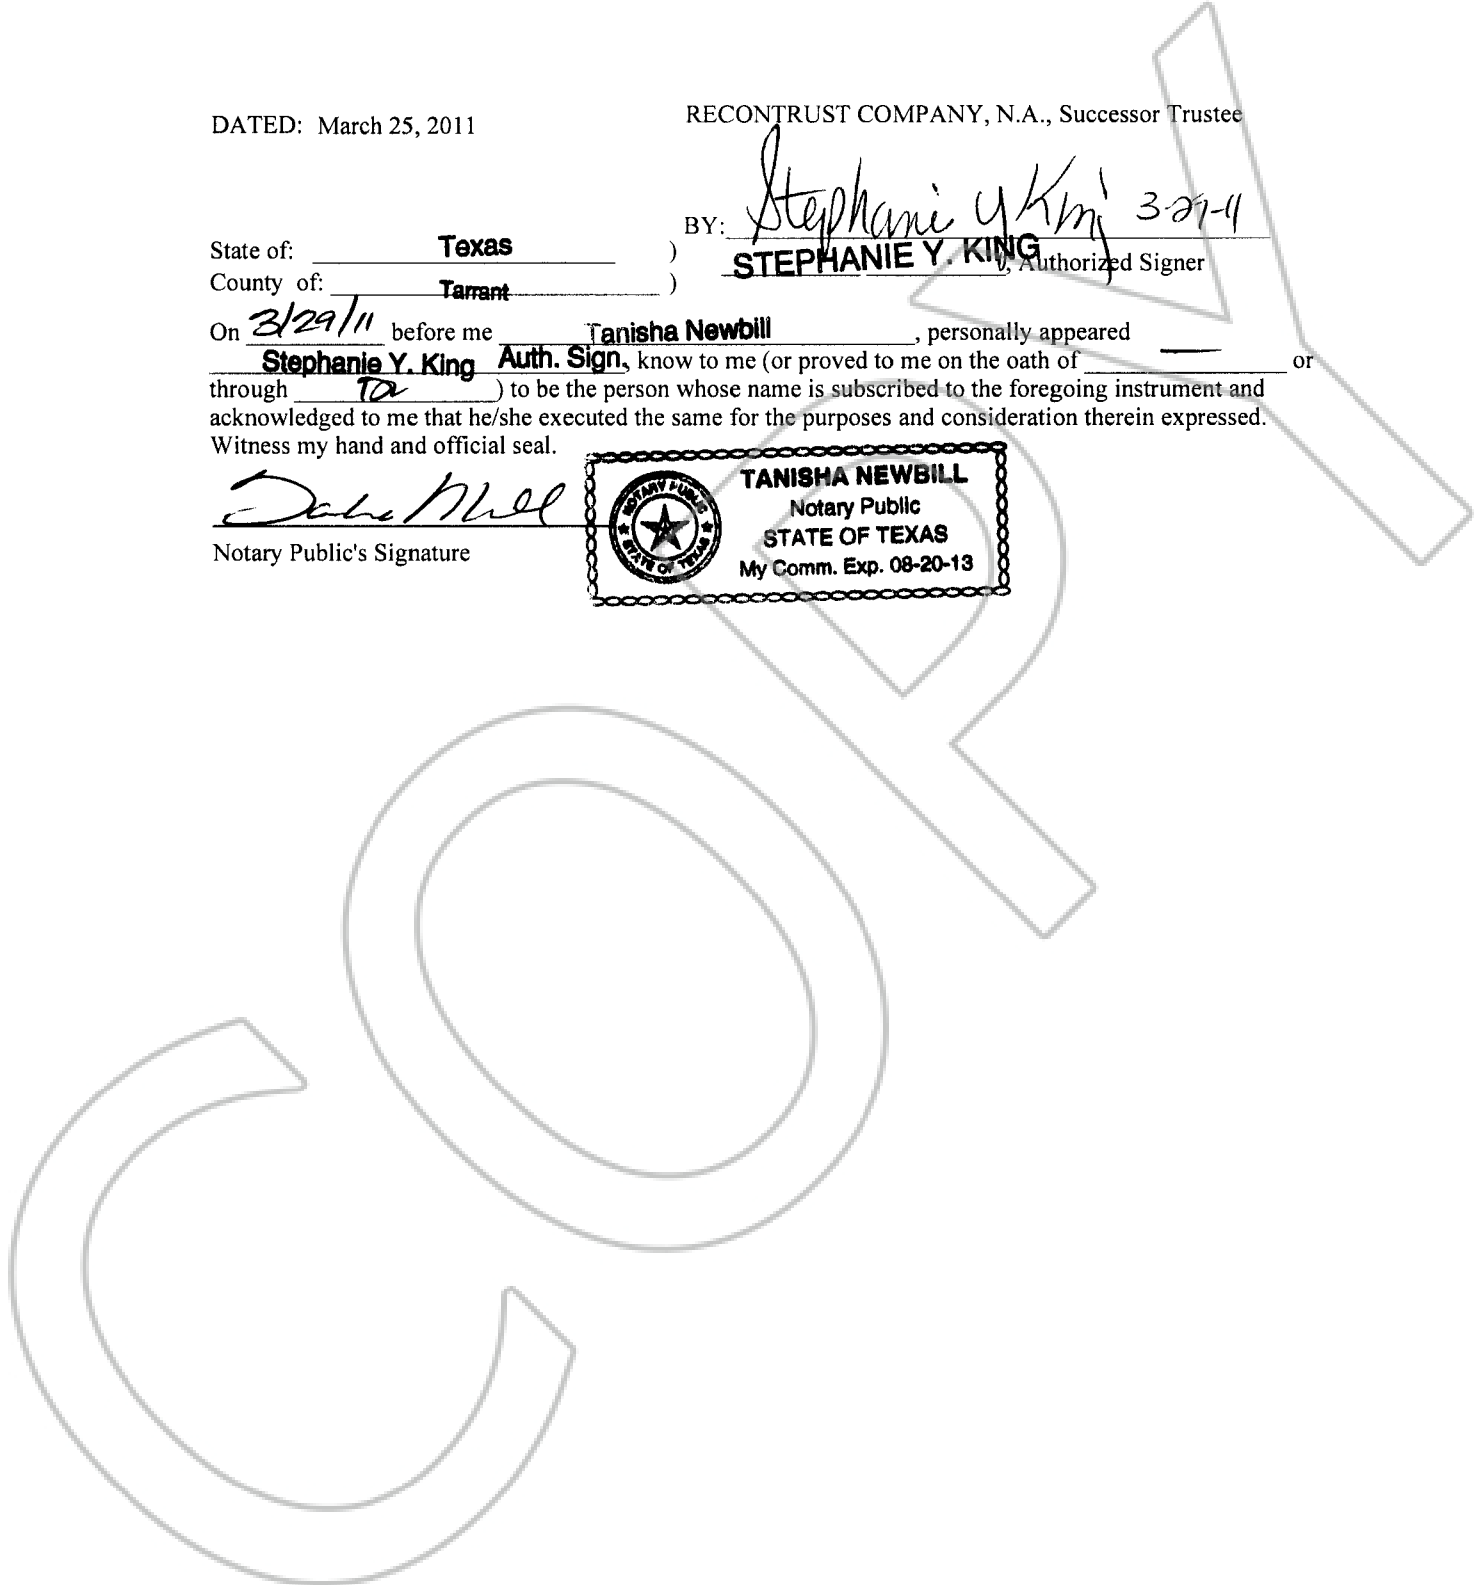 DATED: March 25, 2011
RECONTRUST COMPANY, N.A., Successor Trustee
BY: Stephanie Y King
STEPHANIE Y. KING, Authorized Signer
State of: Texas )
County of: Tarrant )
On 3/29/11 before me Tanisha Newbill, personally appeared
Stephanie Y. King Auth. Sign., know to me (or proved to me on the oath of — or
through ) to be the person whose name is subscribed to the foregoing instrument and
acknowledged to me that he/she executed the same for the purposes and consideration therein expressed.
Witness my hand and official seal.
Notary Public's Signature
NOTARY PUBLIC
STATE OF TEXAS
TANISHA NEWBILL
Notary Public
STATE OF TEXAS
My Comm. Exp. 08-20-13
COPY